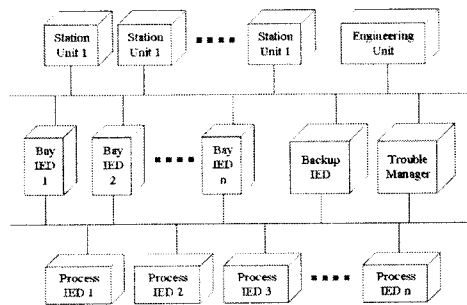 Station
Unit 1
Station
Unit 1
Station
Unit 1
Engineering
Unit
Bay
IED
1
Bay
IED
2
Bay
IED
n
Backup
IED
Trouble
Manager
Process
IED 1
Process
IED 2
Process
IED 3
Process
IED n